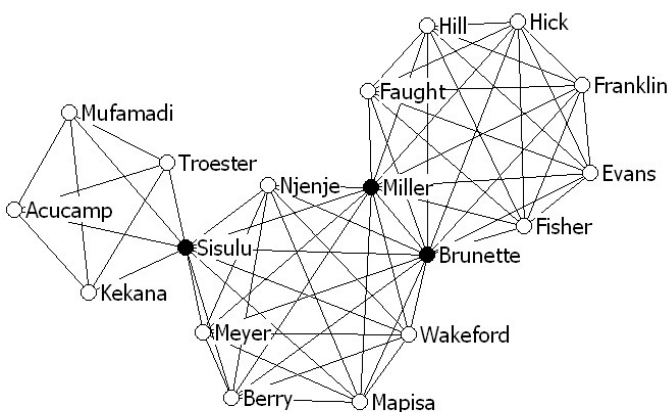 Hill
Hick
Faught
Franklin
Mufamadi
Troester
Njenje
Miller
Evans
Acucamp
Fisher
Sisulu
Brunette
Kekana
Meyer
Wakeford
Berry
Mapisa